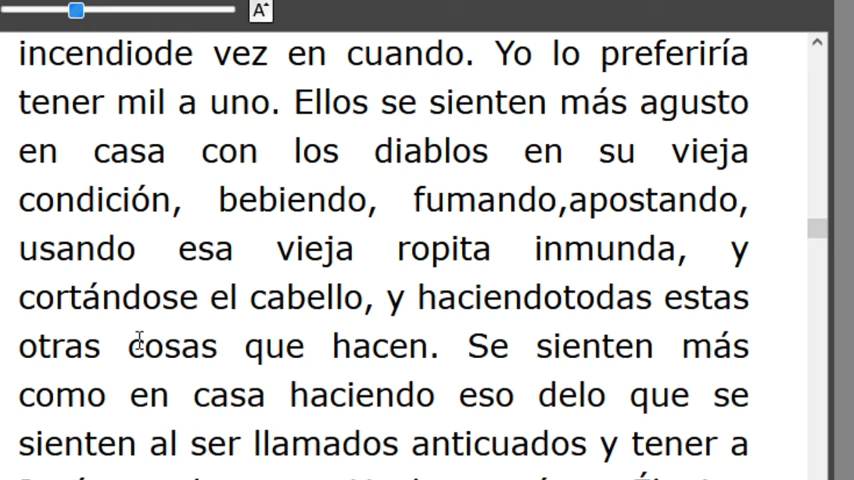 A
incendiode vez en cuando. Yo lo preferiría
tener mil a uno. Ellos se sienten más agusto
en casa con los diablos en su vieja
condición, bebiendo, fumando,apostando,
usando esa vieja ropita inmunda, y
cortándose el cabello, y haciendotodas estas
otras cosas que hacen. Se sienten más
como en casa haciendo eso delo que se
sienten al ser llamados anticuados y tener a